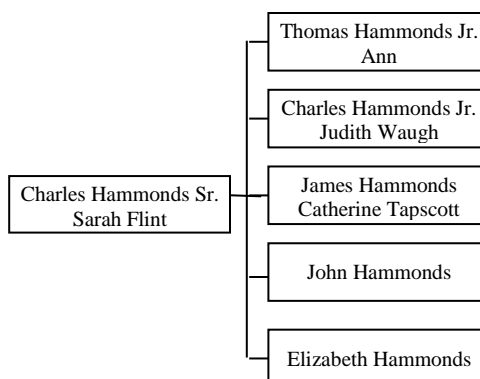 Thomas Hammonds Jr.
Ann
Charles Hammonds Jr.
Judith Waugh
Charles Hammonds Sr.
Sarah Flint
James Hammonds
Catherine Tapscott
John Hammonds
Elizabeth Hammonds